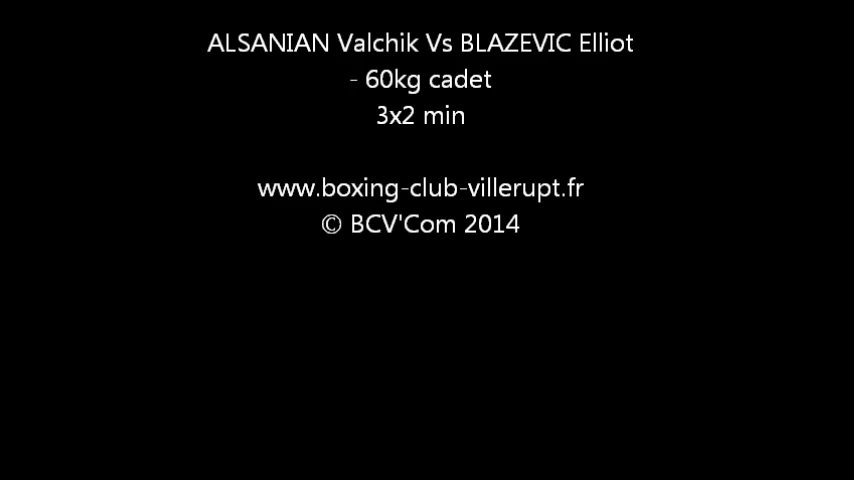 ALSANIAN Valchik Vs BLAZEVIC Elliot
- 60kg cadet
3x2 min
www.boxing-club-villerupt.fr
© BCV'Com 2014